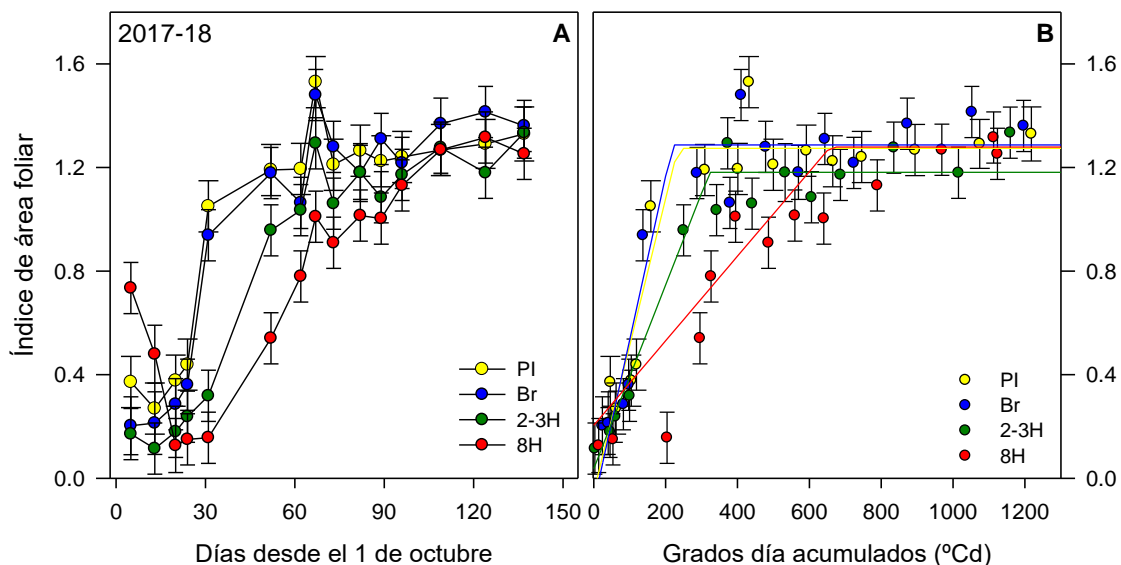 2017-18
A
B
Índice de área foliar
1.6
1.2
0.8
0.4
0.0
PI
Br
2-3H
8H
PI
Br
2-3H
8H
1.6
1.2
0.8
0.4
0.0
0 30 60 90 120 150
0 200 400 600 800 1000 1200
Días desde el 1 de octubre
Grados día acumulados (ºCd)